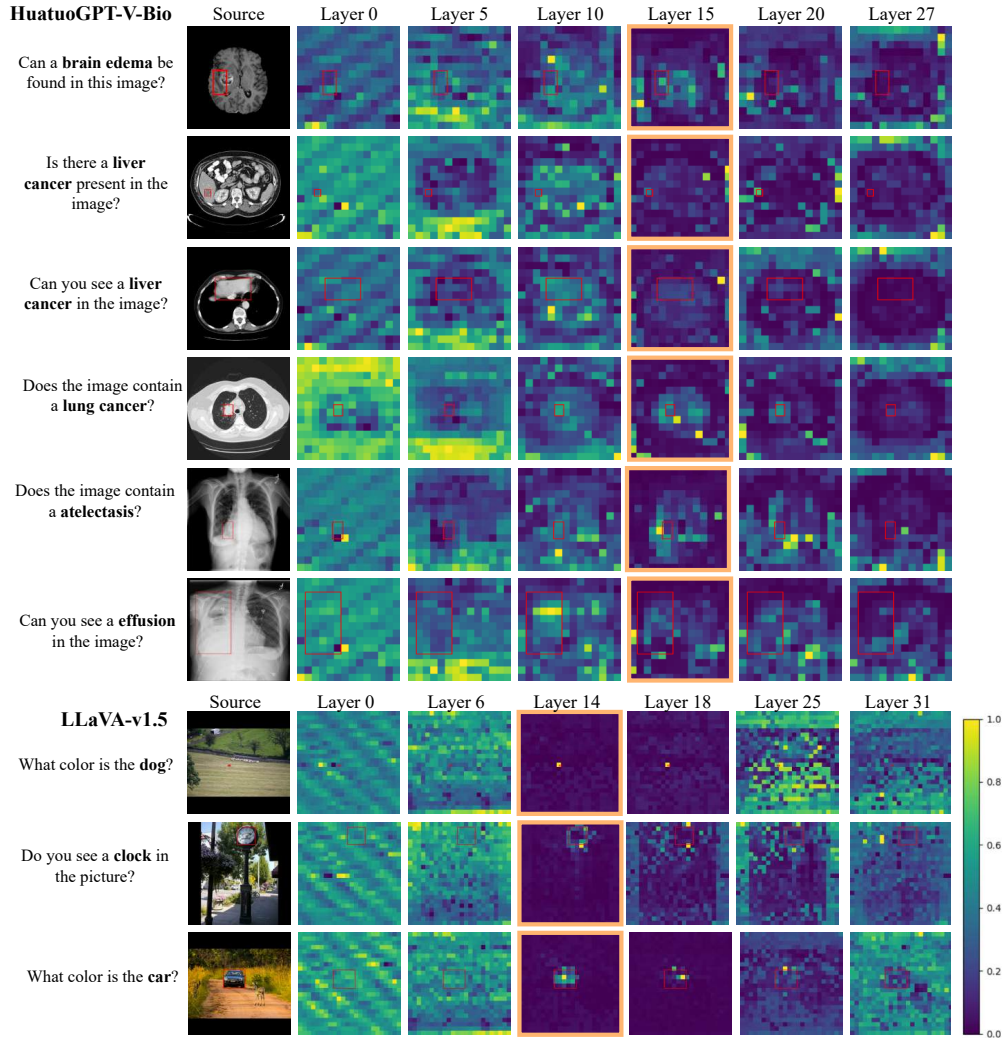 HuatuoGPT-V-Bio
Source Layer 0 Layer 5 Layer 10 Layer 15 Layer 20 Layer 27
Can a brain edema be
found in this image?
Is there a liver
cancer present in the
image?
Can you see a liver
cancer in the image?
Does the image contain
a lung cancer?
Does the image contain
a atelectasis?
Can you see a effusion
in the image?
LLaVA-v1.5
Source Layer 0 Layer 6 Layer 14 Layer 18 Layer 25 Layer 31
What color is the dog?
Do you see a clock in
the picture?
What color is the car?
1.0
0.8
0.6
0.4
0.2
0.0